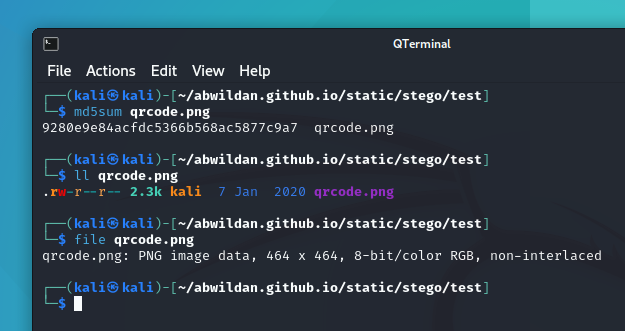 QTerminal
File Actions Edit View Help
┌──(kali㉿kali)-[~/abwildan.github.io/static/stego/test]
└─$ md5sum qrcode.png
9280e9e84acfdc5366b568ac5877c9a7  qrcode.png
┌──(kali㉿kali)-[~/abwildan.github.io/static/stego/test]
└─$ ll qrcode.png
.rw-r--r-- 2.3k kali  7 Jan  2020 qrcode.png
┌──(kali㉿kali)-[~/abwildan.github.io/static/stego/test]
└─$ file qrcode.png
qrcode.png: PNG image data, 464 x 464, 8-bit/color RGB, non-interlaced
┌──(kali㉿kali)-[~/abwildan.github.io/static/stego/test]
└─$